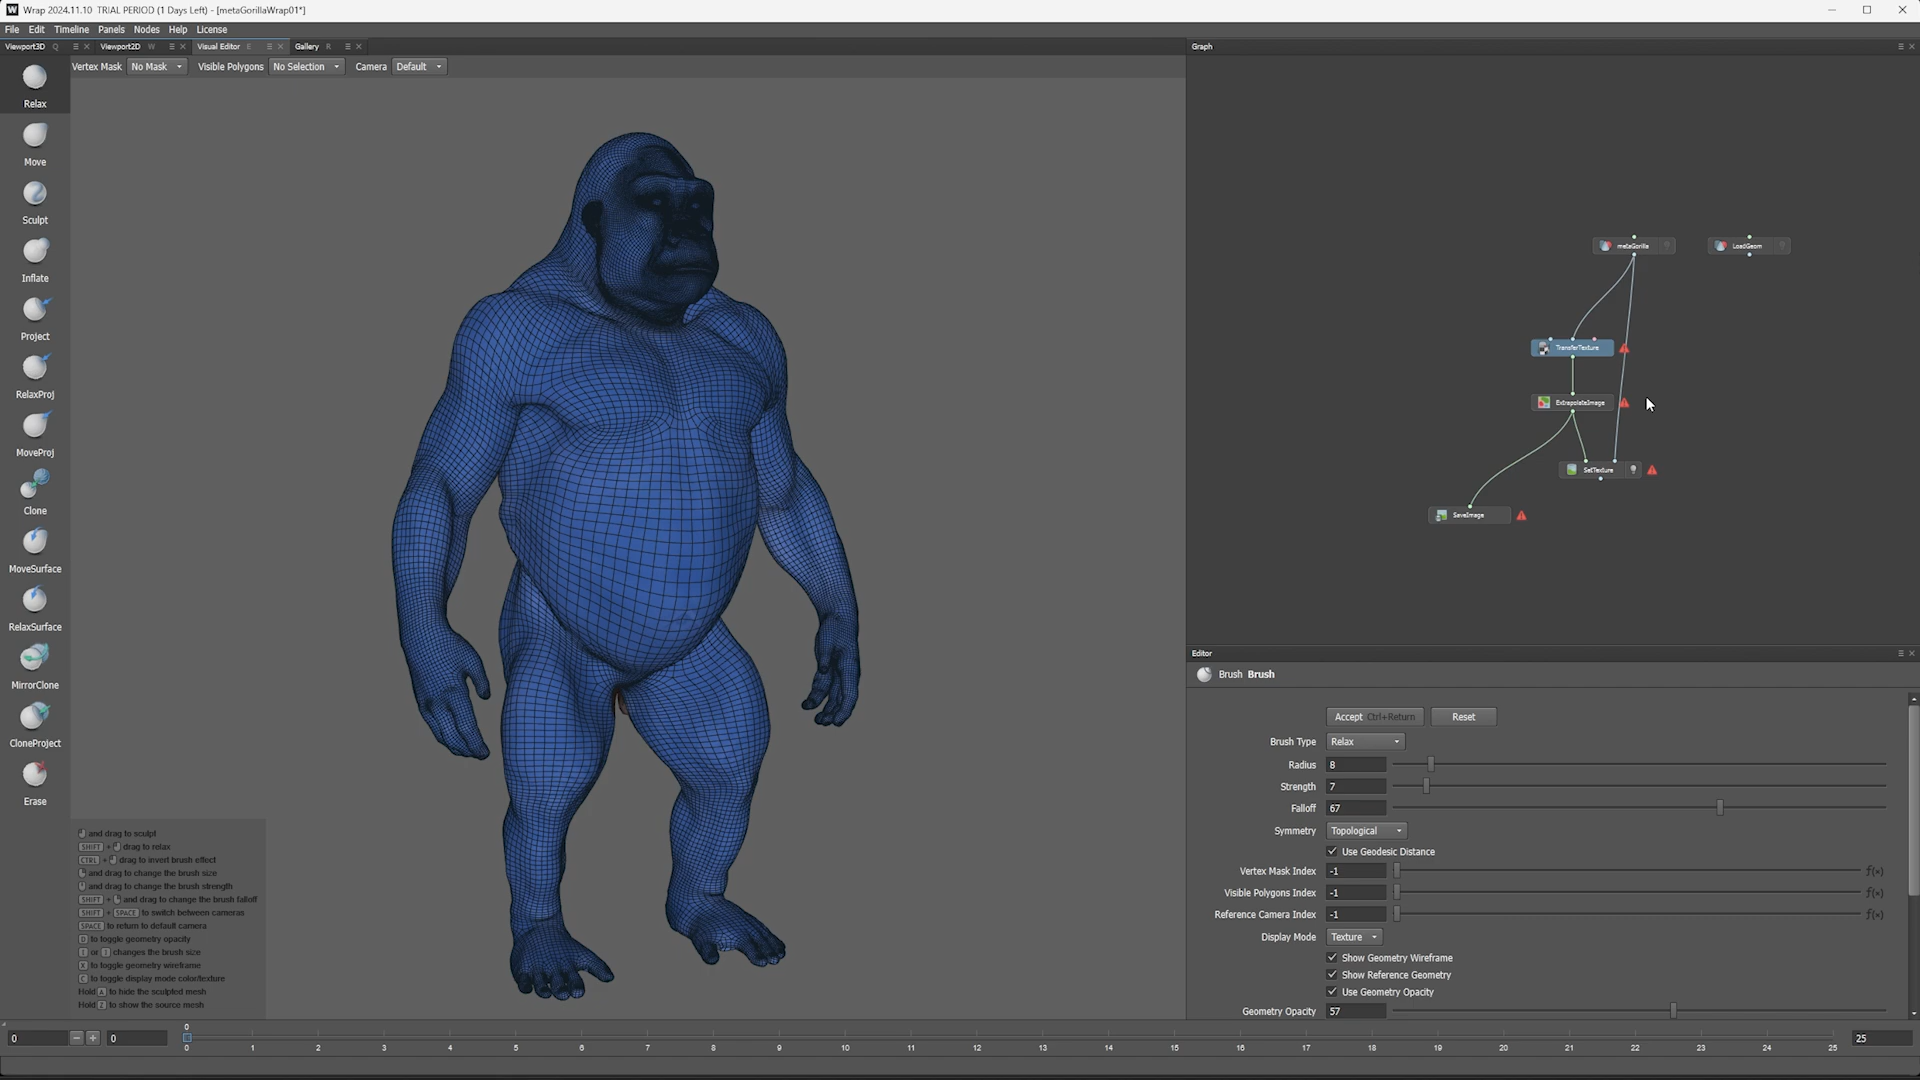 Wrap 2024.11.10  TRIAL PERIOD (1 Days Left) - [metaGorillaWrap01*]
File Edit Timeline Panels Nodes Help License
Viewport3D Q Viewport2D W Visual Editor E Gallery R Graph
Vertex Mask No Mask Visible Polygons No Selection Camera Default
Relax
Move
Sculpt
Inflate
Project
RelaxProj
MoveProj
Clone
MoveSurface
RelaxSurface
MirrorClone
CloneProject
Erase
metaGorilla LoadGeom
TransferTexture
ExtrapolateImage
SetTexture
SaveImage
and drag to sculpt
SHIFT + drag to relax
CTRL + drag to invert brush effect
and drag to change the brush size
and drag to change the brush strength
SHIFT + and drag to change the brush falloff
SHIFT + SPACE to switch between cameras
SPACE to return to default camera
D to toggle geometry opacity
[ or ] changes the brush size
X to toggle geometry wireframe
C to toggle display mode color/texture
Hold A to hide the sculpted mesh
Hold Z to show the source mesh
Editor
Brush Brush
Accept Ctrl+Return Reset
Brush Type Relax
Radius 8
Strength 7
Falloff 67
Symmetry Topological
Use Geodesic Distance
Vertex Mask Index -1 f(×)
Visible Polygons Index -1 f(×)
Reference Camera Index -1 f(×)
Display Mode Texture
Show Geometry Wireframe
Show Reference Geometry
Use Geometry Opacity
Geometry Opacity 57
0 0 0 25
0 1 2 3 4 5 6 7 8 9 10 11 12 13 14 15 16 17 18 19 20 21 22 23 24 25